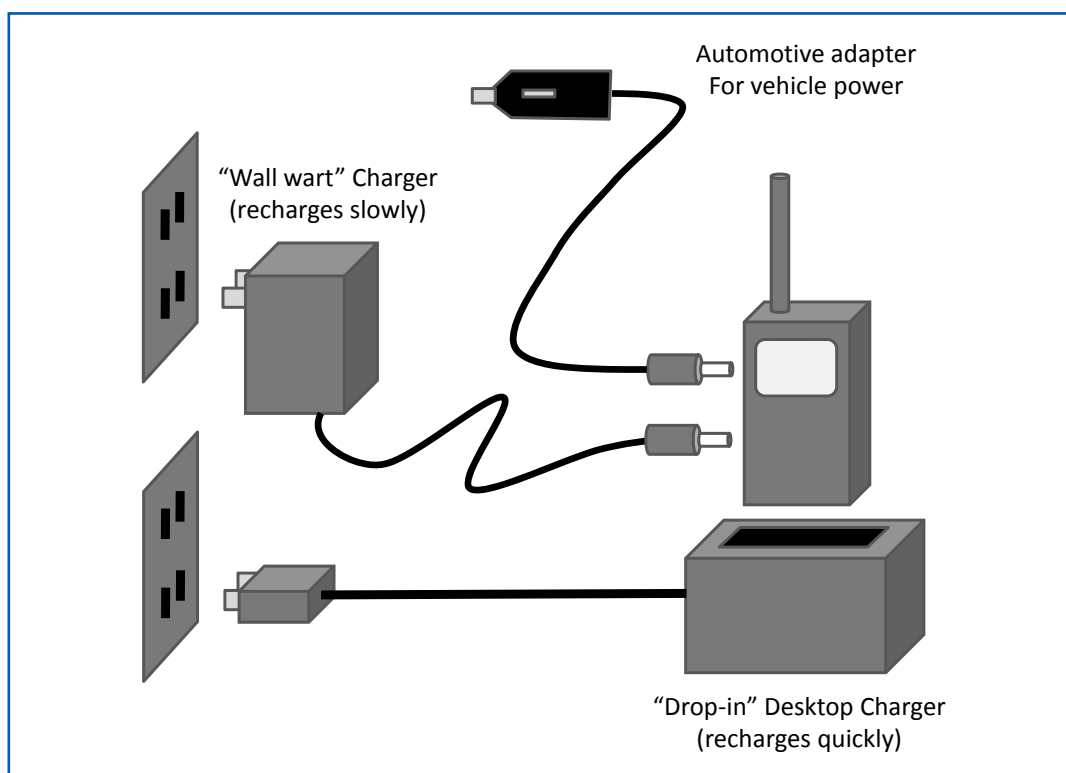 Automotive adapter
For vehicle power
“Wall wart” Charger
(recharges slowly)
“Drop-in” Desktop Charger
(recharges quickly)